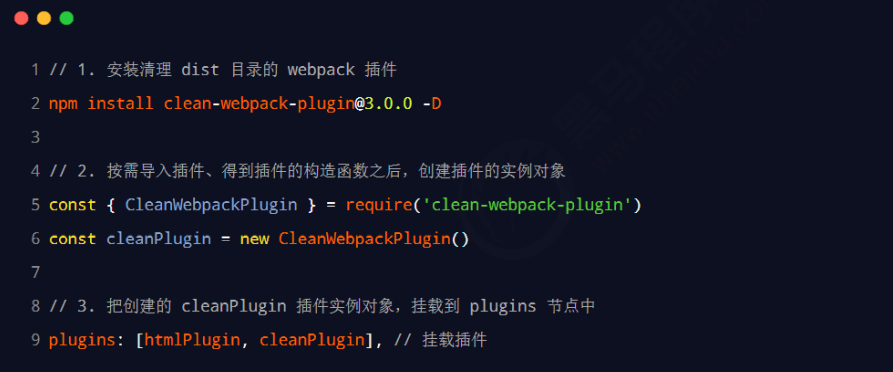 1 // 1. 安装清理 dist 目录的 webpack 插件
2 npm install clean-webpack-plugin@3.0.0 -D
3
4 // 2. 按需导入插件、得到插件的构造函数之后，创建插件的实例对象
5 const { CleanWebpackPlugin } = require('clean-webpack-plugin')
6 const cleanPlugin = new CleanWebpackPlugin()
7
8 // 3. 把创建的 cleanPlugin 插件实例对象，挂载到 plugins 节点中
9 plugins: [htmlPlugin, cleanPlugin], // 挂载插件